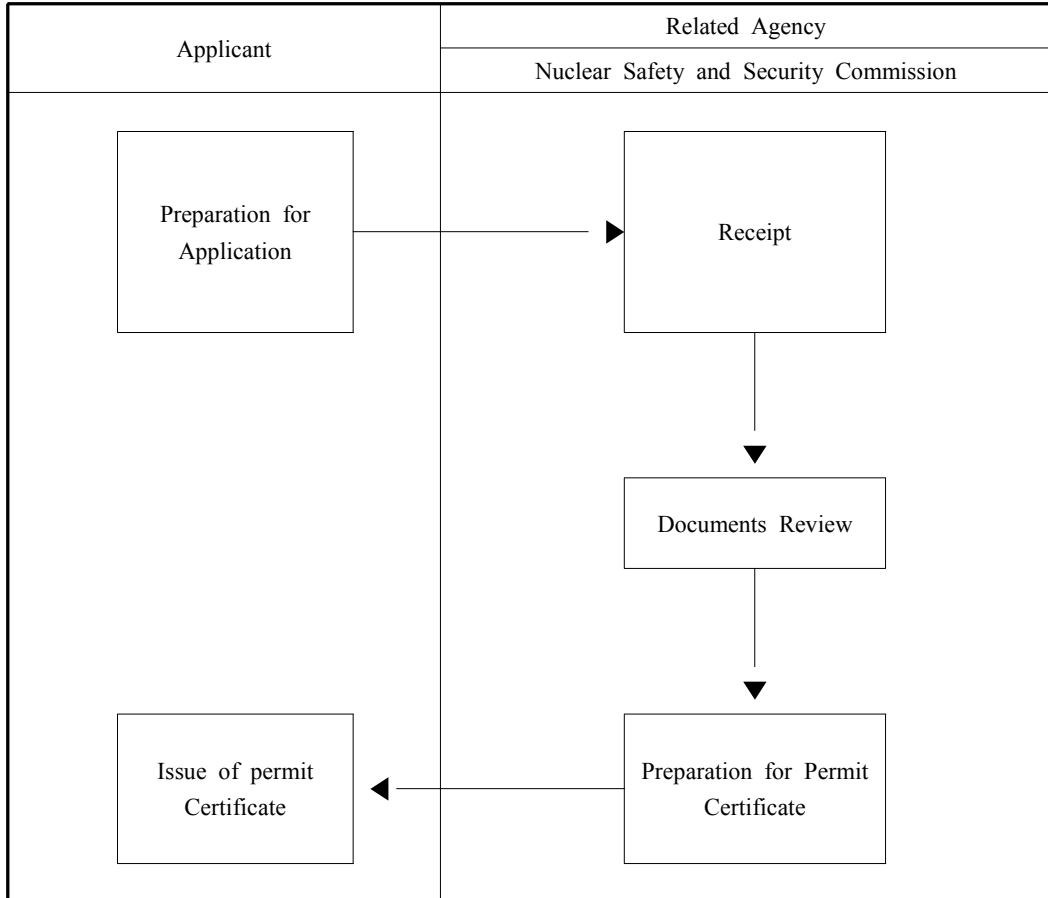 Applicant
Related Agency
Nuclear Safety and Security Commission
Preparation for
Application
Receipt
Documents Review
Issue of permit
Certificate
Preparation for Permit
Certificate